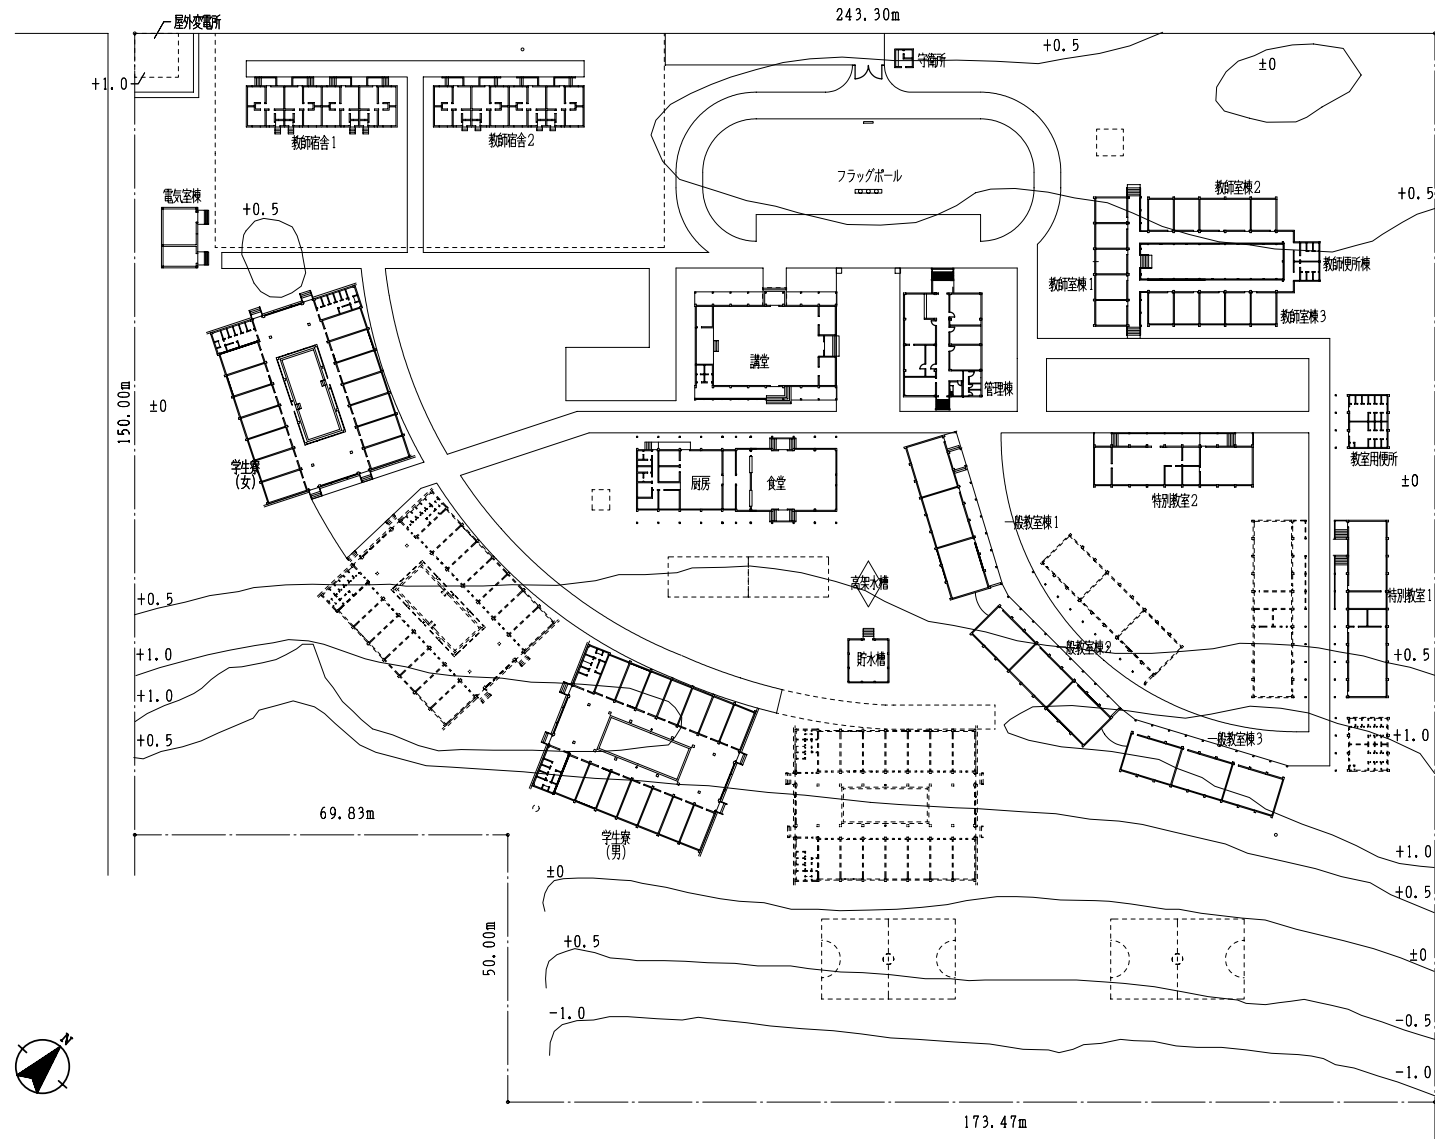 243.30m
屋外変電所
+0.5
守衛所
±0
+1.0
教師宿舎1
教師宿舎2
フラッグポール
電気室棟
教師室棟2
+0.5
+0.5
教師便所棟
教師室棟1
教師室棟3
講堂
管理棟
150.00m
±0
教室用便所
学生寮
(女)
厨房
食堂
特別教室2
±0
一般教室棟1
高架水槽
特別教室1
+0.5
一般教室棟2
+1.0
貯水槽
+0.5
+1.0
+0.5
一般教室棟3
+1.0
69.83m
学生寮
(男)
+1.0
±0
+0.5
50.00m
+0.5
±0
-1.0
-0.5
N
-1.0
173.47m